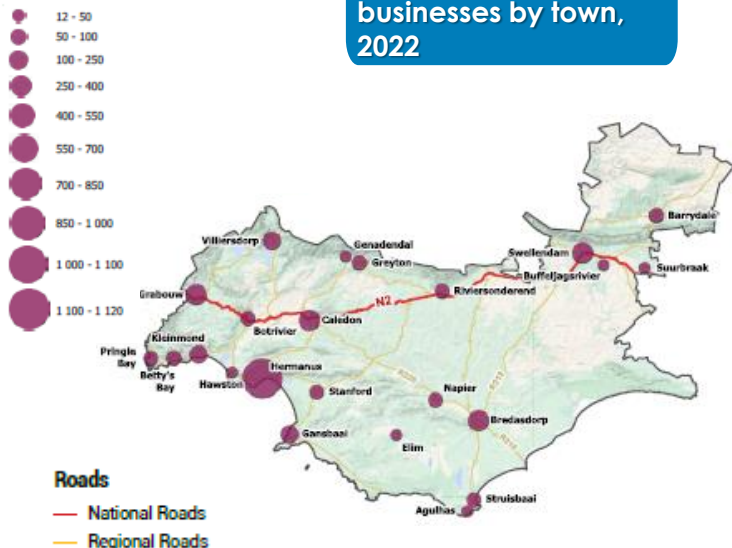 businesses by town,
2022
12 - 50
50 - 100
100 - 250
250 - 400
400 - 550
550 - 700
700 - 850
850 - 1 000
1 000 - 1 100
1 100 - 1 120
Barrydale
Villiersdorp
Genadendal
Greyton
Swellendam
Buffeljagsrivier
Suurbraak
Grabouw
Riviersonderend
N2
Botrivier
Caledon
Kleinmond
Pringle
Bay
Betty's
Bay
Hawston
Hermanus
Stanford
Napier
Bredasdorp
Gansbaai
Elim
Struisbaai
Agulhas
Roads
National Roads
Regional Roads